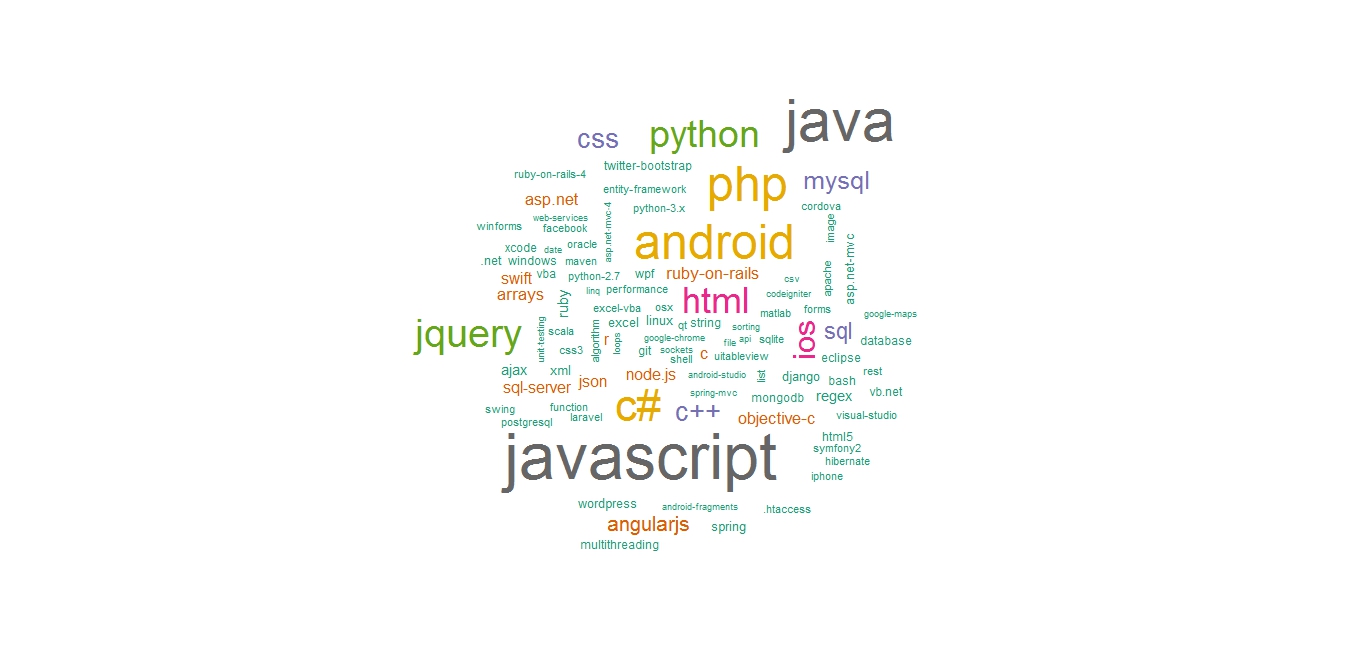 java
python
css
twitter-bootstrap
ruby-on-rails-4
php
mysql
entity-framework
asp.net
python-3.x
cordova
web-services
winforms
facebook
asp.net-mvc-4
image
android
xcode
date
oracle
asp.net-mvc
.net
windows
maven
swift
vba
python-2.7
wpf
ruby-on-rails
csv
apache
arrays
linq
performance
html
codeigniter
ruby
excel-vba
osx
matlab
forms
google-maps
jquery
unit-testing
scala
algorithm
excel
linux
qt
string
sorting
ios
sql
database
r
loops
google-chrome
file
api
sqlite
css3
git
sockets
shell
c
uitableview
eclipse
ajax
xml
json
node.js
android-studio
list
django
bash
rest
sql-server
spring-mvc
mongodb
regex
vb.net
swing
function
c#
c++
postgresql
laravel
objective-c
visual-studio
javascript
html5
symfony2
hibernate
iphone
wordpress
android-fragments
.htaccess
angularjs
spring
multithreading